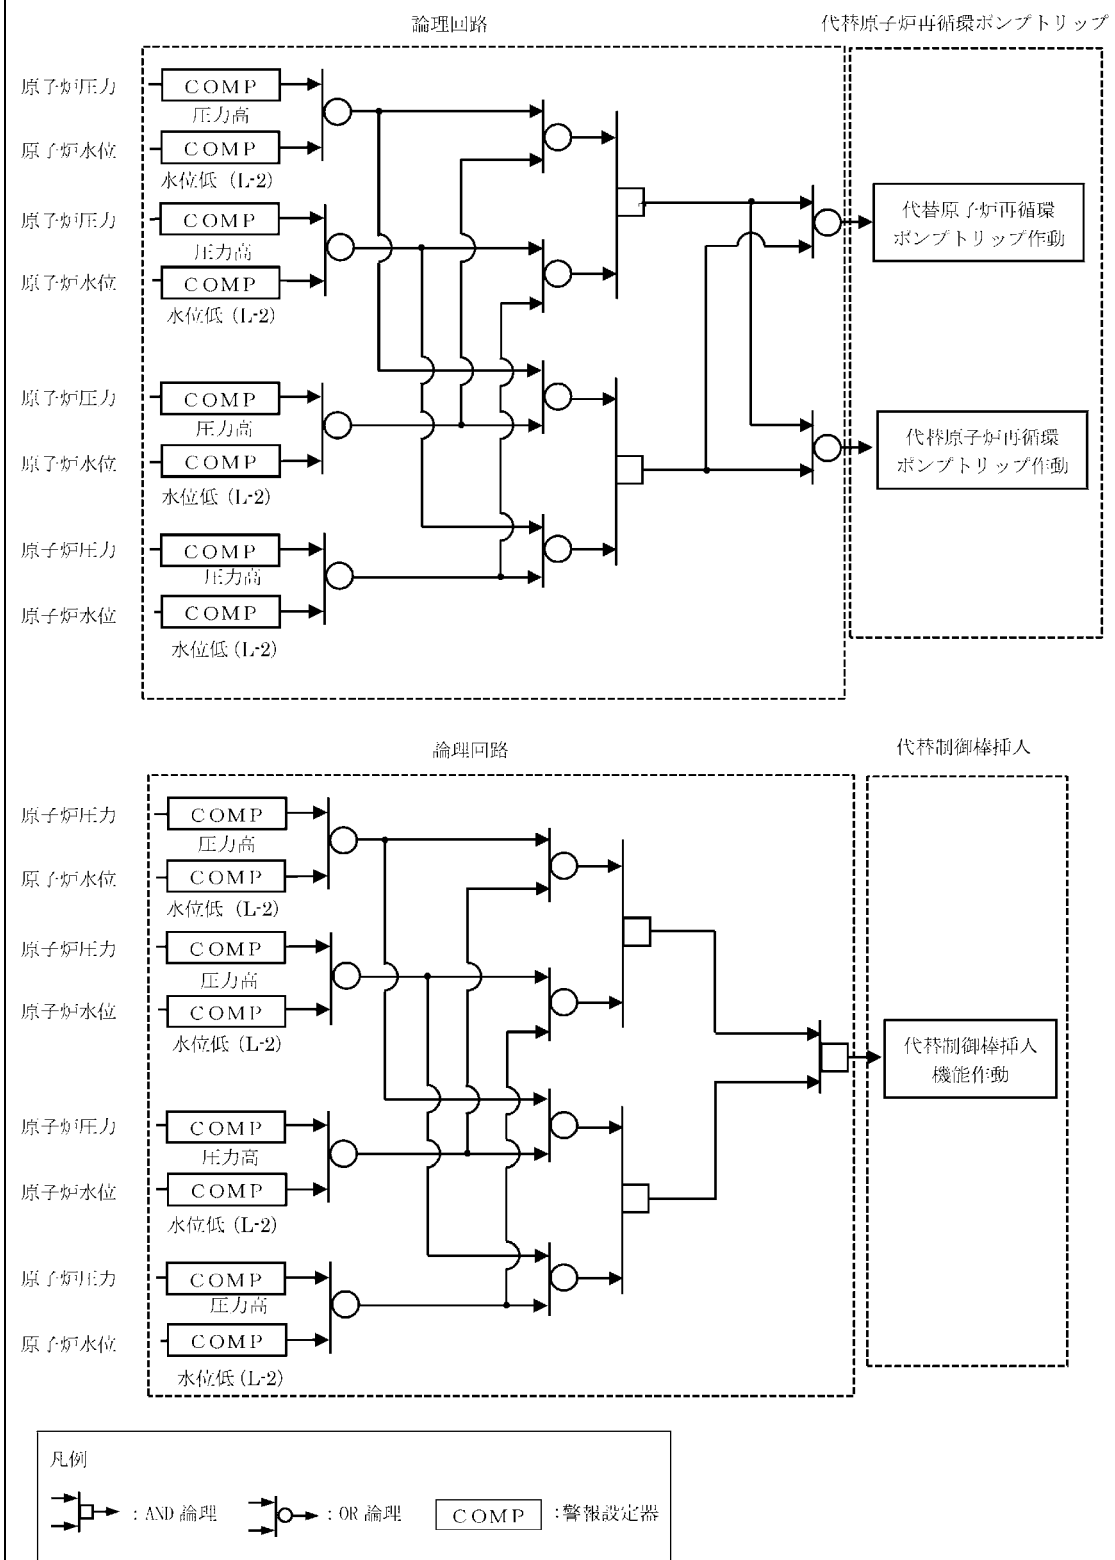 論理回路
代替原子炉再循環ポンプトリップ
原子炉圧力
COMP
圧力高
原子炉水位
COMP
水位低 (L-2)
原子炉圧力
COMP
圧力高
原子炉水位
COMP
水位低 (L-2)
原子炉圧力
COMP
圧力高
原子炉水位
COMP
水位低 (L-2)
原子炉圧力
COMP
圧力高
原子炉水位
COMP
水位低 (L-2)
代替原子炉再循環
ポンプトリップ作動
代替原子炉再循環
ポンプトリップ作動
論理回路
代替制御棒挿入
原子炉圧力
COMP
圧力高
原子炉水位
COMP
水位低 (L-2)
原子炉圧力
COMP
圧力高
原子炉水位
COMP
水位低 (L-2)
原子炉圧力
COMP
圧力高
原子炉水位
COMP
水位低 (L-2)
原子炉圧力
COMP
圧力高
原子炉水位
COMP
水位低 (L-2)
代替制御棒挿入
機能作動
凡例
：AND 論理
：OR 論理
COMP ：警報設定器